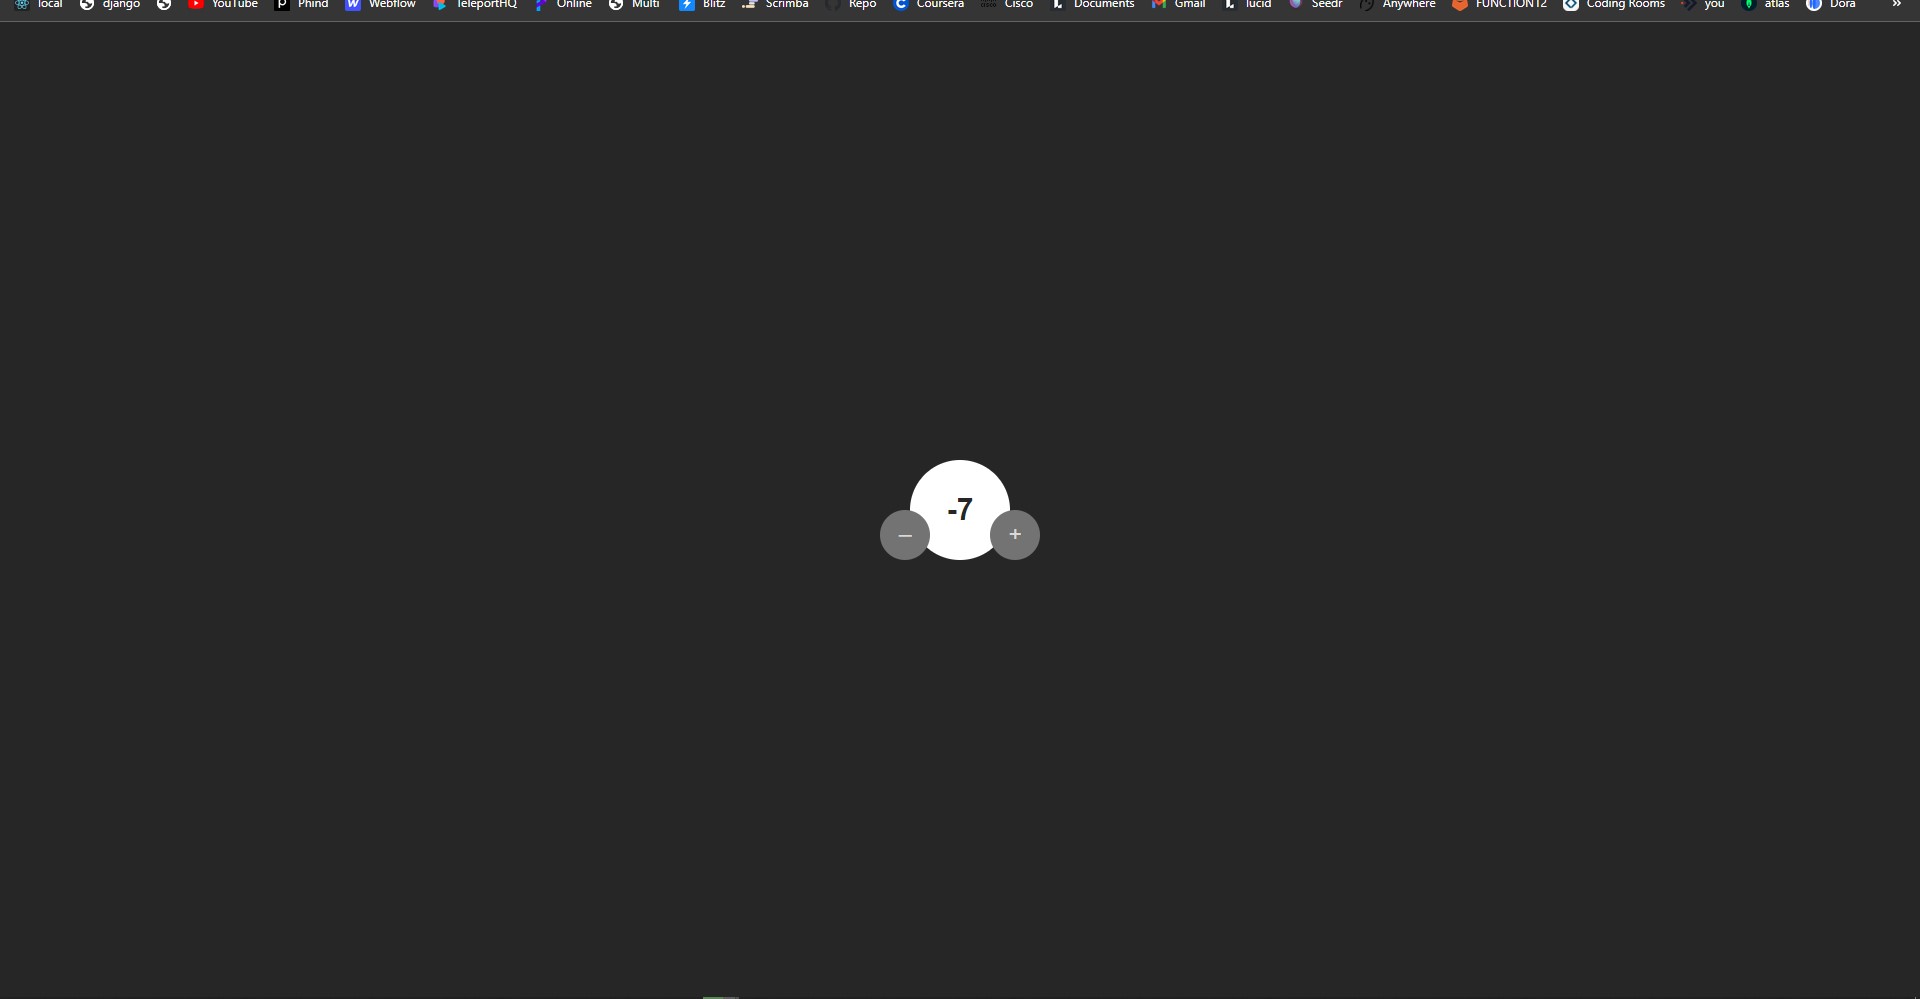 local django YouTube Phind Webflow TeleportHQ Online Multi Blitz Scrimba Repo Coursera Cisco Documents Gmail lucid Seedr Anywhere FUNCTION12 Coding Rooms you atlas Dora »
-7
– +